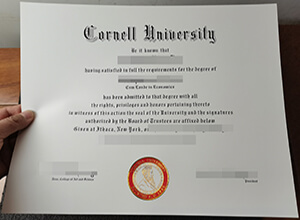 Cornell University
Be it known that
having satisfied in full the requirements for the degree of
Cum Laude in Economics
has been admitted to that degree with all
the rights, privileges and honors pertaining thereto
in witness of this action the seal of the University and the signatures
authorized by the Board of Trustees are affixed below
Given at Ithaca, New York,
President